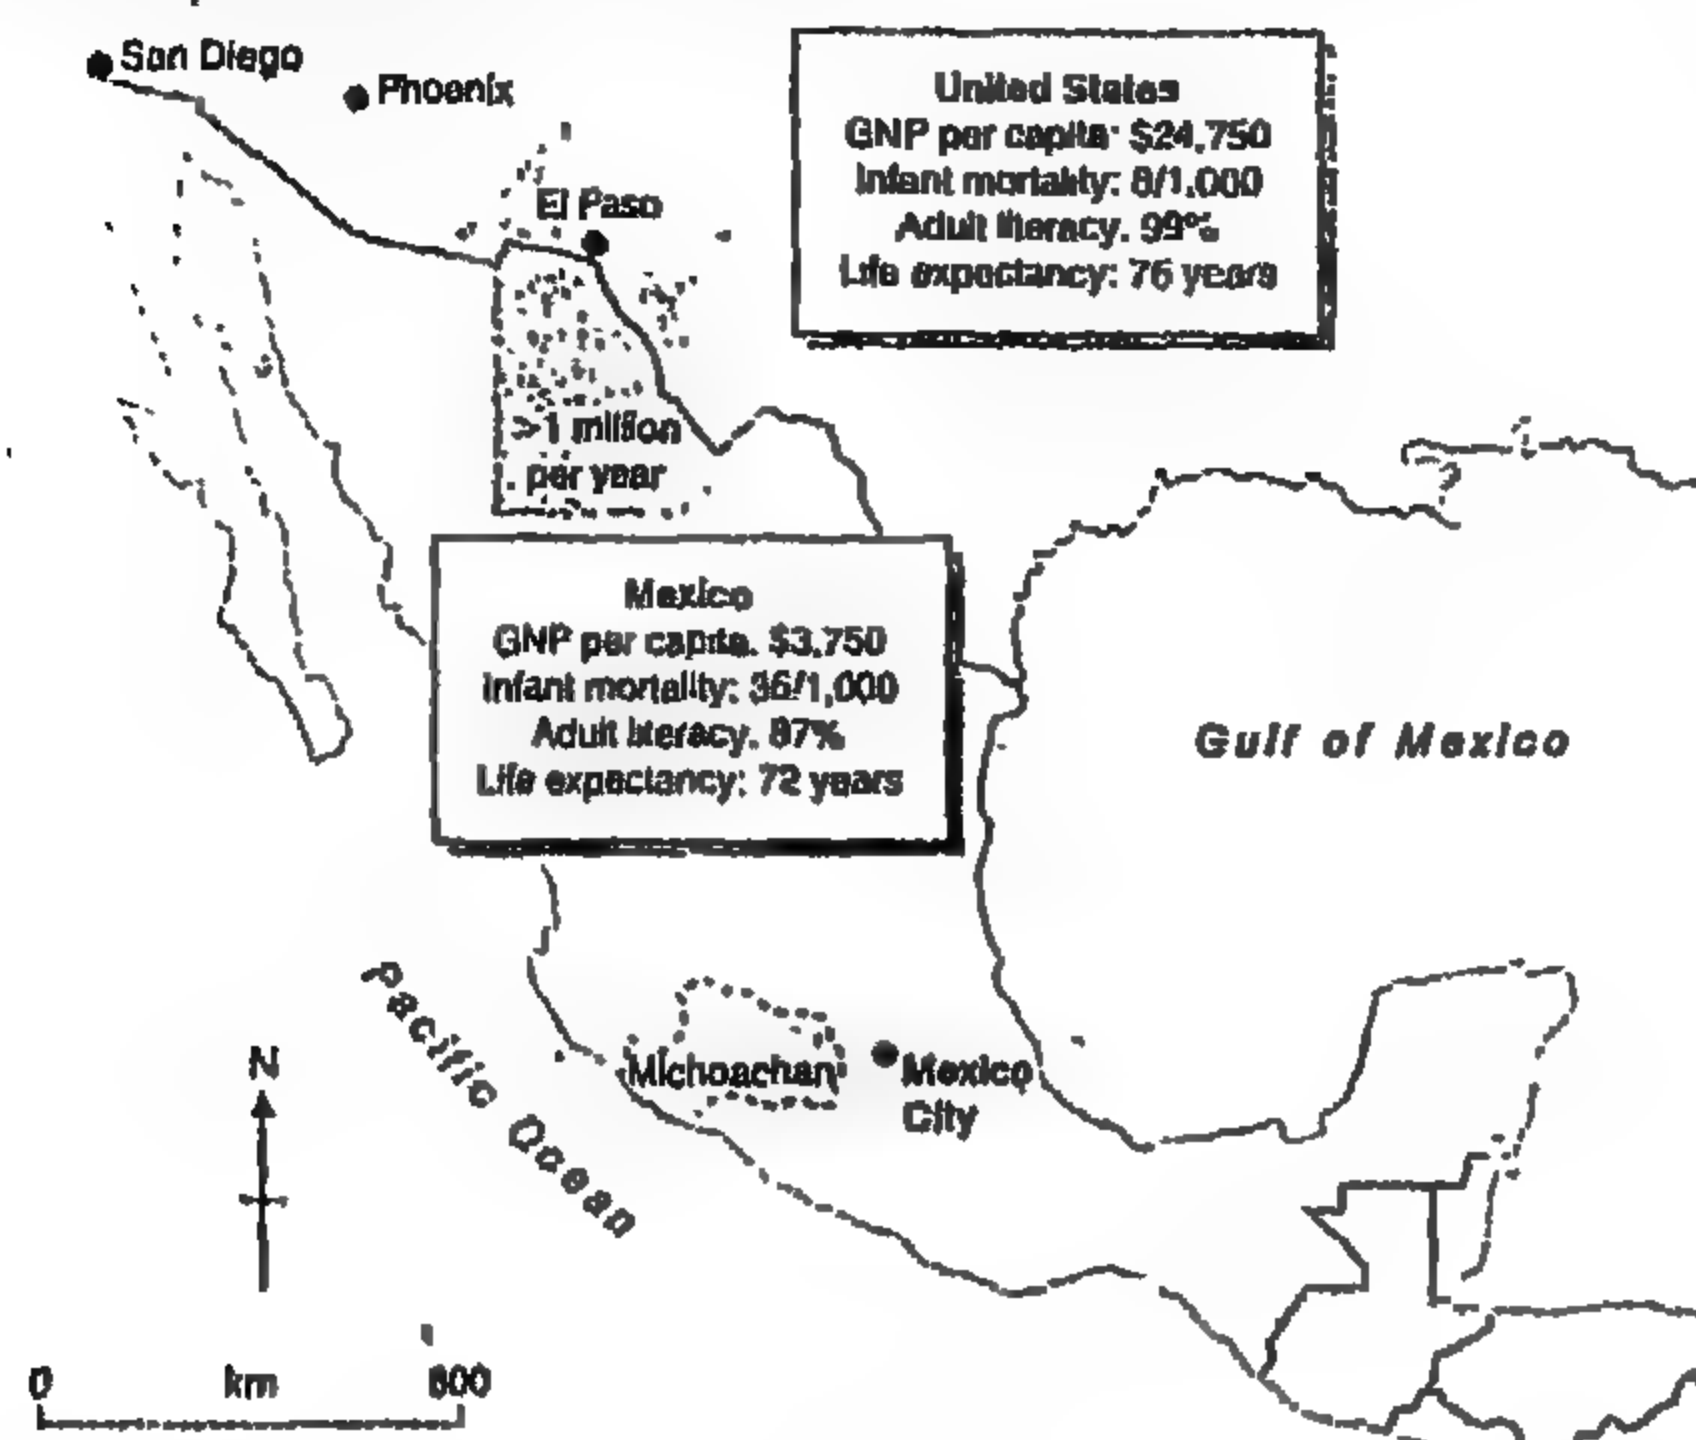 San Diego
Phoenix
El Paso
United States
GNP per capita: $24,750
Infant mortality: 8/1,000
Adult literacy. 99%
Life expectancy: 76 years
>1 million
per year
Mexico
GNP per capita. $3,750
Infant mortality: 36/1,000
Adult literacy. 87%
Life expectancy: 72 years
Gulf of Mexico
Pacific Ocean
Michoachan
Mexico
City
N
0 km